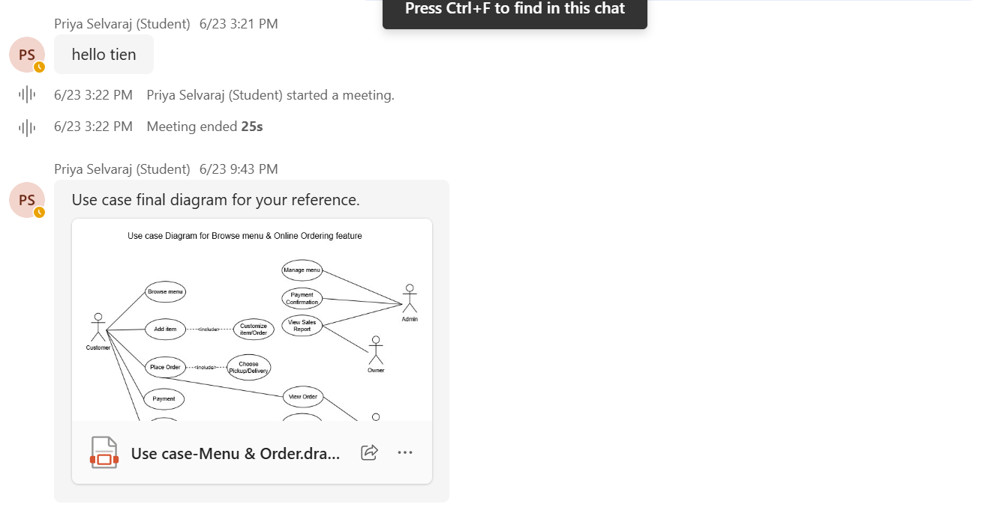 Press Ctrl+F to find in this chat
Priya Selvaraj (Student) 6/23 3:21 PM
PS
hello tien
6/23 3:22 PM Priya Selvaraj (Student) started a meeting.
6/23 3:22 PM Meeting ended 25s
Priya Selvaraj (Student) 6/23 9:43 PM
PS
Use case final diagram for your reference.
Use case Diagram for Browse menu & Online Ordering feature
Manage menu
Browse menu
Payment
Confirmation
Admin
View Sales
Report
Add item
<include>
Customize
item/Order
Customer
Owner
Place Order
<include>
Choose
Pickup/Delivery
Payment
View Order
Use case-Menu & Order.dra...